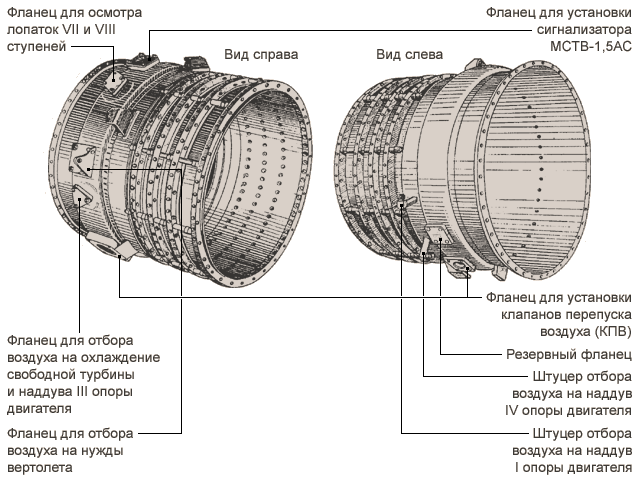 Фланец для осмотра
лопаток VII и VIII
ступеней
Фланец для установки
сигнализатора
МСТВ-1,5АС
Вид справа
Вид слева
Фланец для установки
клапанов перепуска
воздуха (КПВ)
Фланец для отбора
воздуха на охлаждение
свободной турбины
и наддува III опоры
двигателя
Резервный фланец
Штуцер отбора
воздуха на наддув
IV опоры двигателя
Фланец для отбора
воздуха на нужды
вертолета
Штуцер отбора
воздуха на наддув
I опоры двигателя